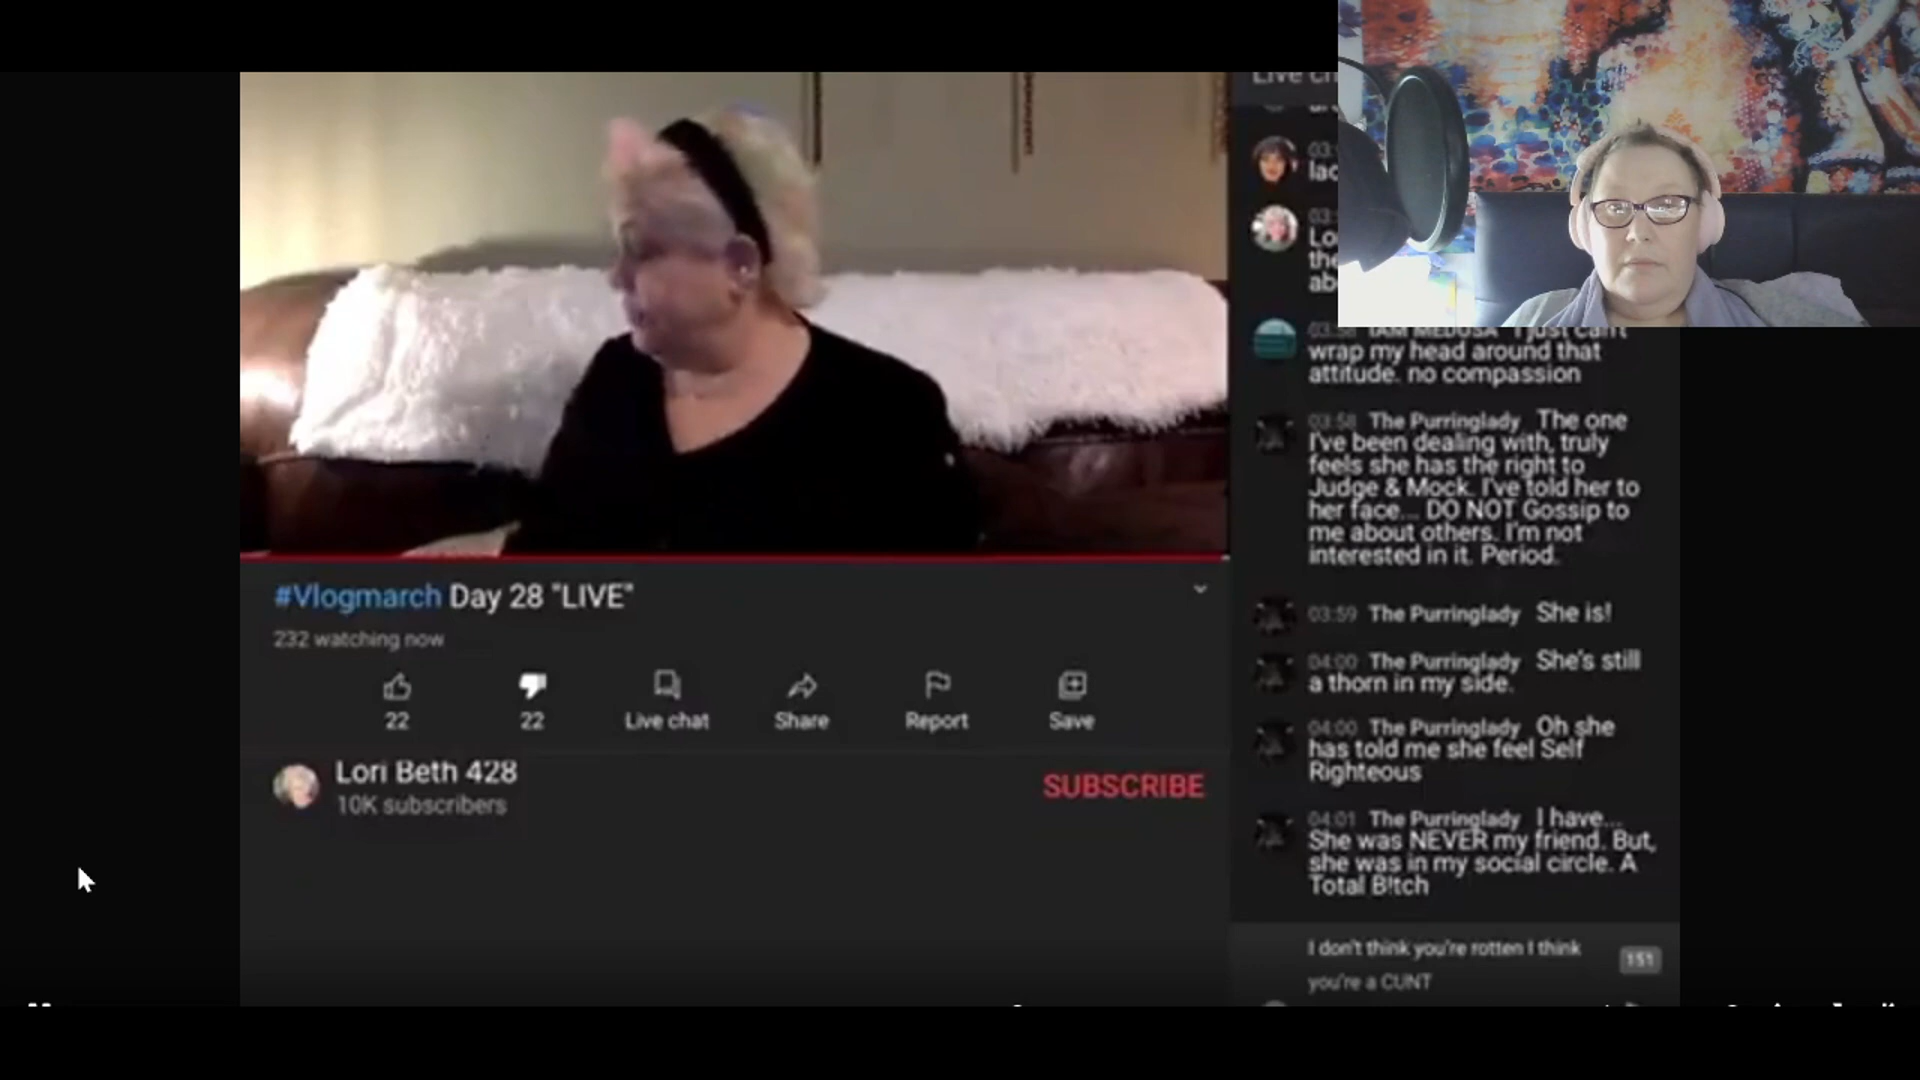 #Vlogmarch Day 28 "LIVE"
232 watching now
22
22
Live chat
Share
Report
Save
Lori Beth 428
10K subscribers
SUBSCRIBE
Live
I just can't
wrap my head around that
attitude. no compassion
03:58 The Purringlady The one
I've been dealing with, truly
feels she has the right to
Judge & Mock. I've told her to
her face... DO NOT Gossip to
me about others. I'm not
interested in it. Period.
03:59 The Purringlady She is!
04:00 The Purringlady She's still
a thorn in my side.
04:00 The Purringlady Oh she
has told me she feel Self
Righteous
04:01 The Purringlady I have...
She was NEVER my friend. But,
she was in my social circle. A
Total B!tch
I don't think you're rotten I think
you're a CUNT
151